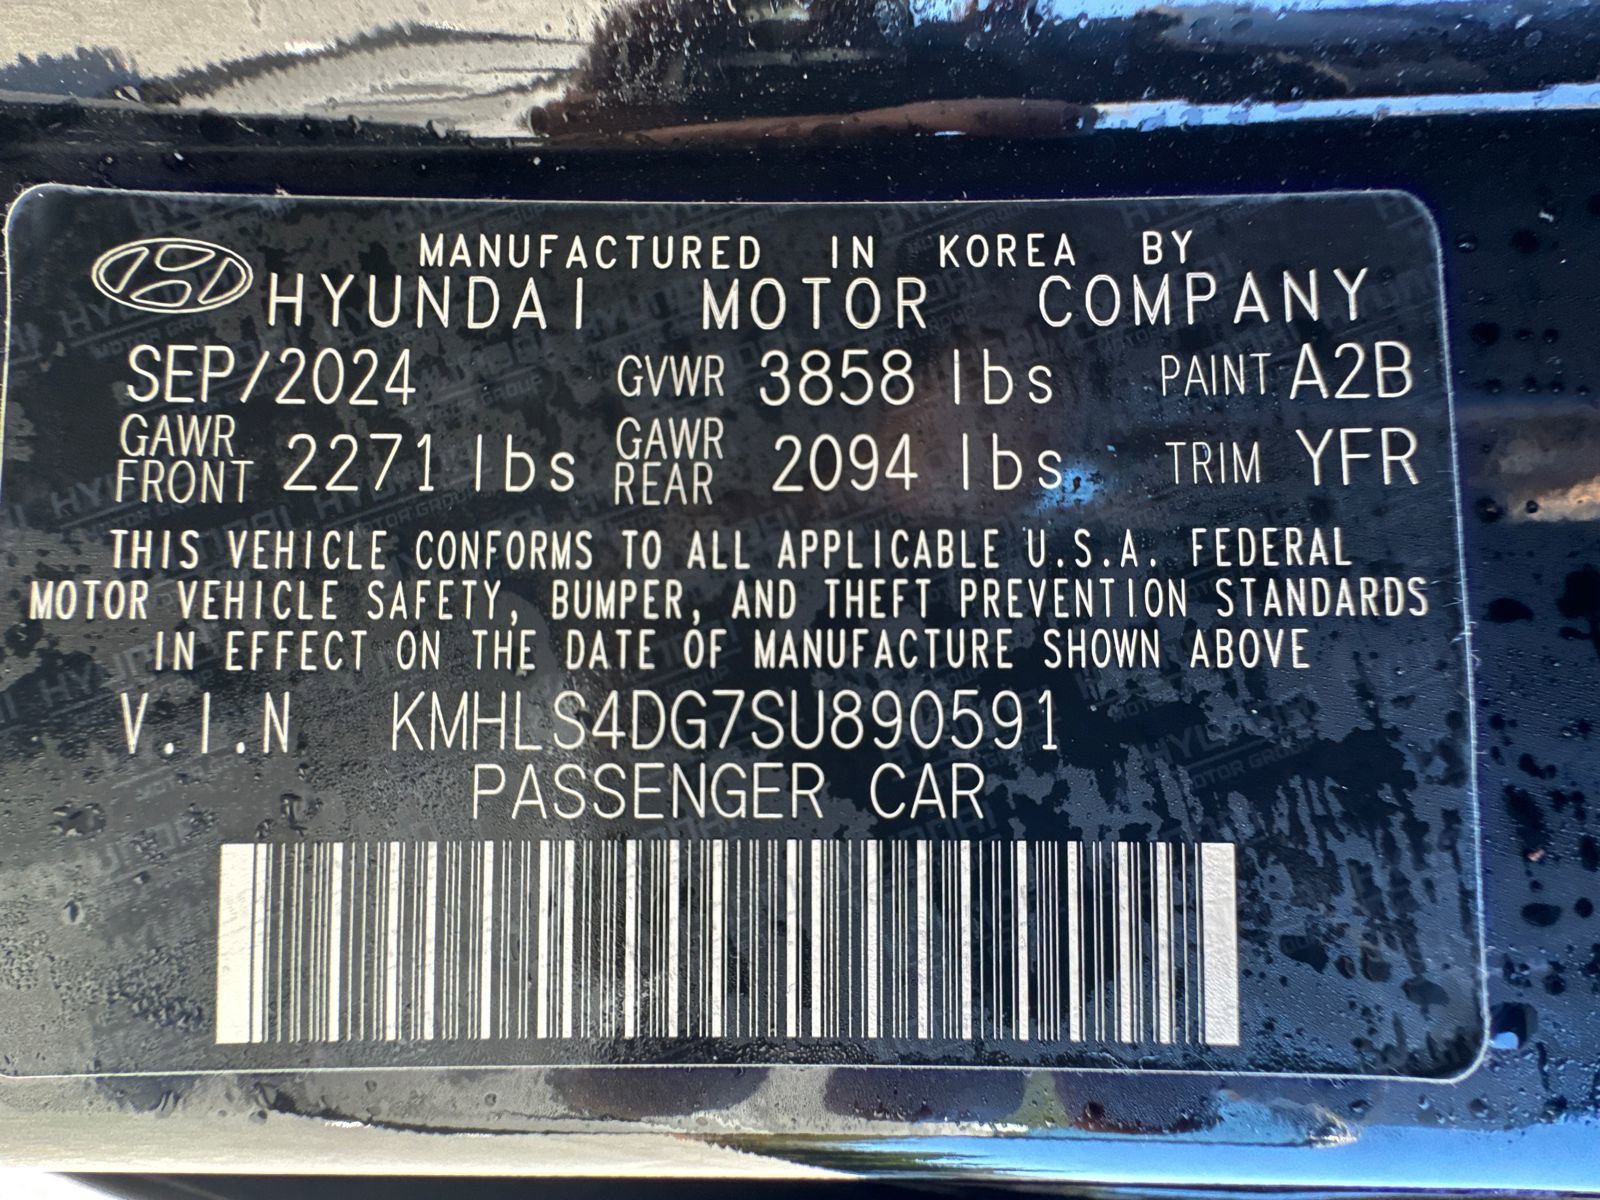 MANUFACTURED IN KOREA BY
HYUNDAI MOTOR COMPANY
SEP/2024 GVWR 3858 lbs PAINT A2B
GAWR FRONT 2271 lbs GAWR REAR 2094 lbs TRIM YFR
THIS VEHICLE CONFORMS TO ALL APPLICABLE U.S.A. FEDERAL
MOTOR VEHICLE SAFETY, BUMPER, AND THEFT PREVENTION STANDARDS
IN EFFECT ON THE DATE OF MANUFACTURE SHOWN ABOVE
V.I.N KMHLS4DG7SU890591
PASSENGER CAR